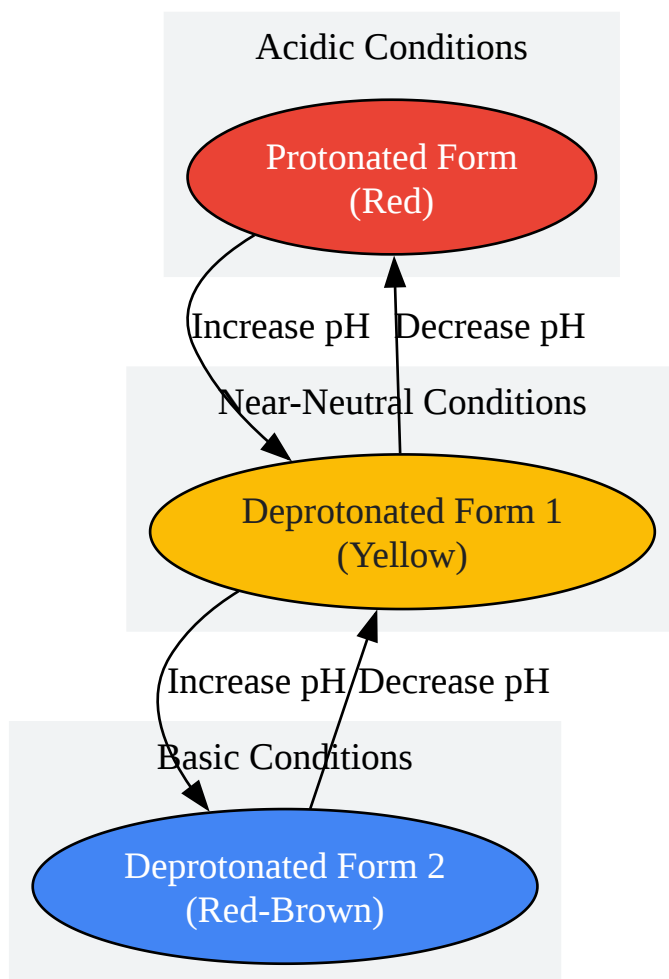 Acidic Conditions
Protonated Form
(Red)
Increase pH
Decrease pH
Near-Neutral Conditions
Deprotonated Form 1
(Yellow)
Increase pH
Decrease pH
Basic Conditions
Deprotonated Form 2
(Red-Brown)